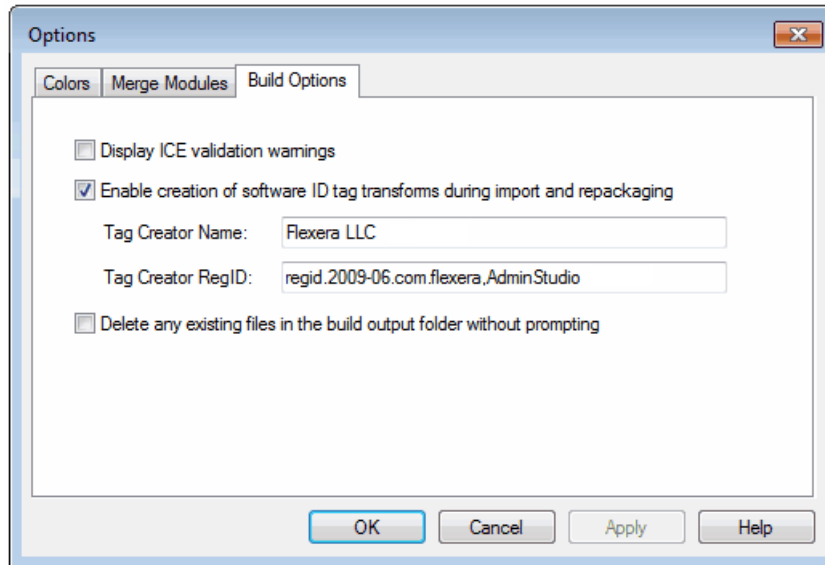 Options
Colors
Merge Modules
Build Options
Display ICE validation warnings
Enable creation of software ID tag transforms during import and repackaging
Tag Creator Name: Flexera LLC
Tag Creator RegID: regid.2009-06.com.flexera,AdminStudio
Delete any existing files in the build output folder without prompting
OK Cancel Apply Help